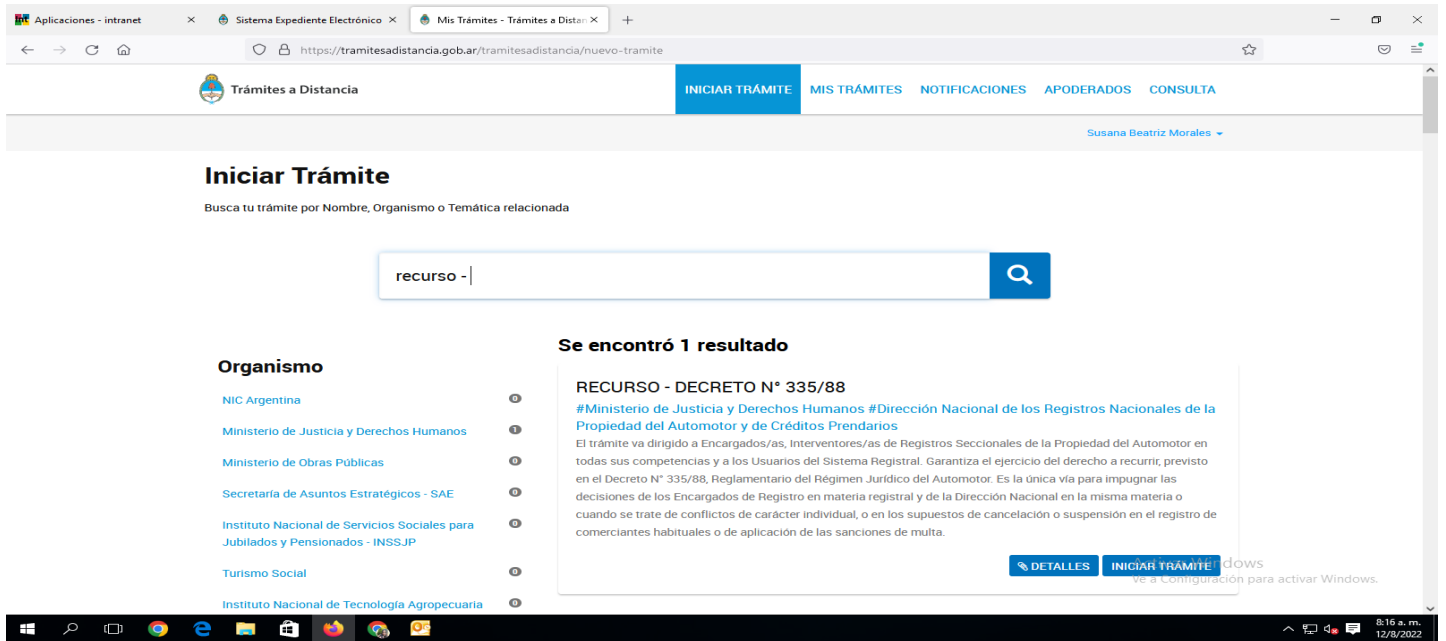 Aplicaciones - intranet
Sistema Expediente Electrónico
Mis Trámites - Trámites a Distan
https://tramitesadistancia.gob.ar/tramitesadistancia/nuevo-tramite
Trámites a Distancia
INICIAR TRÁMITE
MIS TRÁMITES
NOTIFICACIONES
APODERADOS
CONSULTA
Susana Beatriz Morales
Iniciar Trámite
Busca tu trámite por Nombre, Organismo o Temática relacionada
recurso -
Organismo
NIC Argentina 0
Ministerio de Justicia y Derechos Humanos 1
Ministerio de Obras Públicas 0
Secretaría de Asuntos Estratégicos - SAE 0
Instituto Nacional de Servicios Sociales para 0
Jubilados y Pensionados - INSSJP
Turismo Social 0
Instituto Nacional de Tecnología Agropecuaria 0
Se encontró 1 resultado
RECURSO - DECRETO N° 335/88
#Ministerio de Justicia y Derechos Humanos #Dirección Nacional de los Registros Nacionales de la
Propiedad del Automotor y de Créditos Prendarios
El trámite va dirigido a Encargados/as, Interventores/as de Registros Seccionales de la Propiedad del Automotor en
todas sus competencias y a los Usuarios del Sistema Registral. Garantiza el ejercicio del derecho a recurrir, previsto
en el Decreto N° 335/88, Reglamentario del Régimen Jurídico del Automotor. Es la única vía para impugnar las
decisiones de los Encargados de Registro en materia registral y de la Dirección Nacional en la misma materia o
cuando se trate de conflictos de carácter individual, o en los supuestos de cancelación o suspensión en el registro de
comerciantes habituales o de aplicación de las sanciones de multa.
DETALLES
INICIAR TRÁMITE
Activar Windows
Ve a Configuración para activar Windows.
8:16 a. m.
12/8/2022